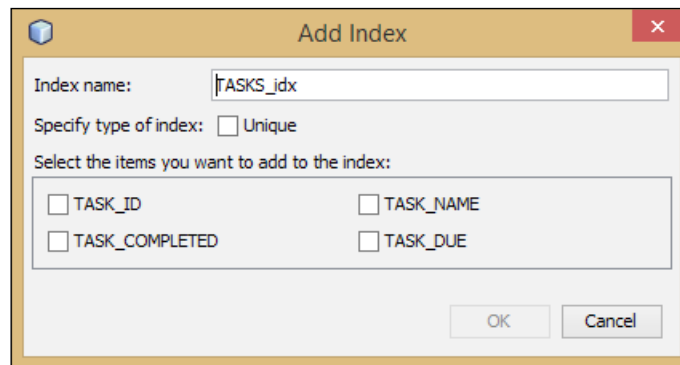 Add Index
Index name: TASKS_idx
Specify type of index: Unique
Select the items you want to add to the index:
TASK_ID TASK_NAME
TASK_COMPLETED TASK_DUE
OK Cancel